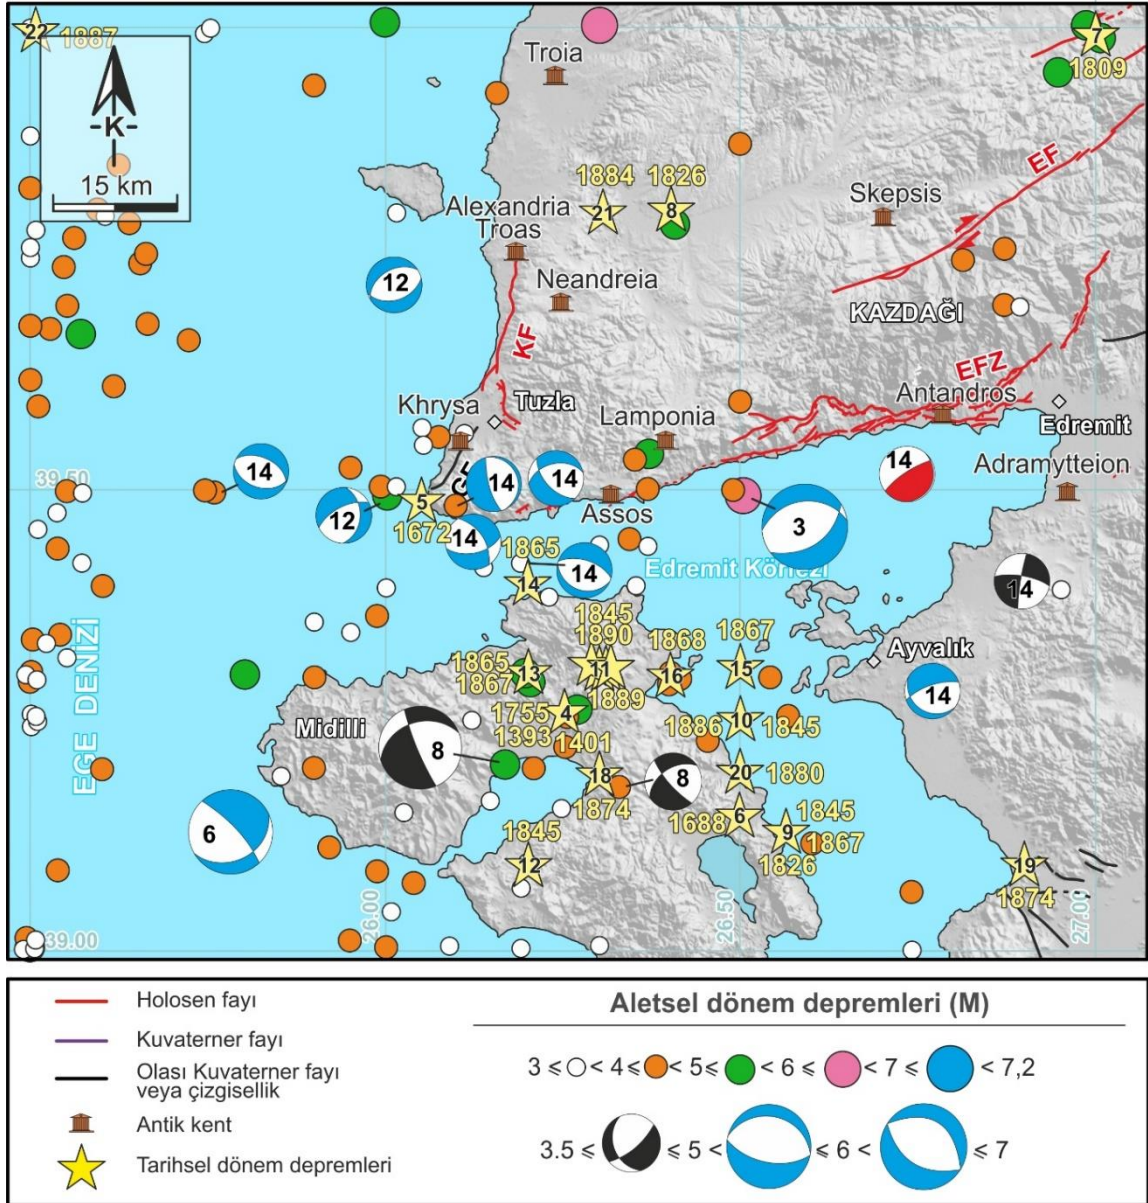 22
1887
Troia
7
1809
-K-
15 km
1884
1826
21
8
Skepsis
EF
Alexandria
Troas
12
Neandreia
KAZDAĞI
KF
EFZ
Khrysa
Tuzla
Lamponia
Antandros
Edremit
Adramytteion
39.50
14
14
14
14
12
5
GF
1672
14
Assos
3
1865
14
14
Edremit Körfezi
14
1845
1890
1868
1867
1865
1867
13
11
16
15
Ayvalık
14
1889
1755
1393
4
1401
1886
10
1845
EGE DENİZİ
Midilli
8
8
18
1874
20
1880
6
1688
6
9
1845
1867
1826
1845
12
19
1874
39.00
26.00
26.50
27.00
Holosen fayı
Kuvaterner fayı
Olası Kuvaterner fayı
veya çizgisellik
Antik kent
Tarihsel dönem depremleri
Aletsel dönem depremleri (M)
3 ⩽ < 4 ⩽ < 5 ⩽ < 6 ⩽ < 7 ⩽ < 7,2
3.5 ⩽ ⩽ 5 < ⩽ 6 < ⩽ 7